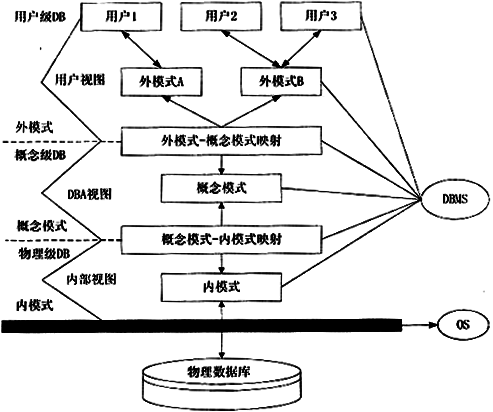 用户级DB
用户1
用户2
用户3
用户视图
外模式A
外模式B
外模式
外模式-概念模式映射
概念级DB
DBA视图
概念模式
DBMS
概念模式
概念模式-内模式映射
物理级DB
内部视图
内模式
内模式
OS
物理数据库